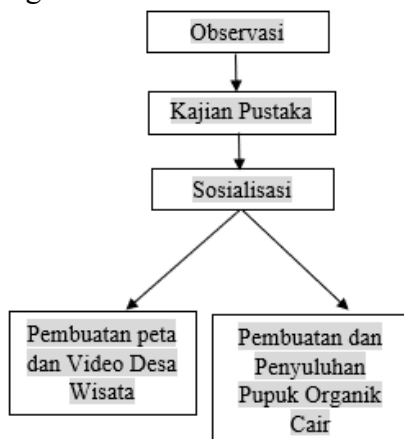 Observasi
Kajian Pustaka
Sosialisasi
Pembuatan peta
dan Video Desa
Wisata
Pembuatan dan
Penyuluhan
Pupuk Organik
Cair